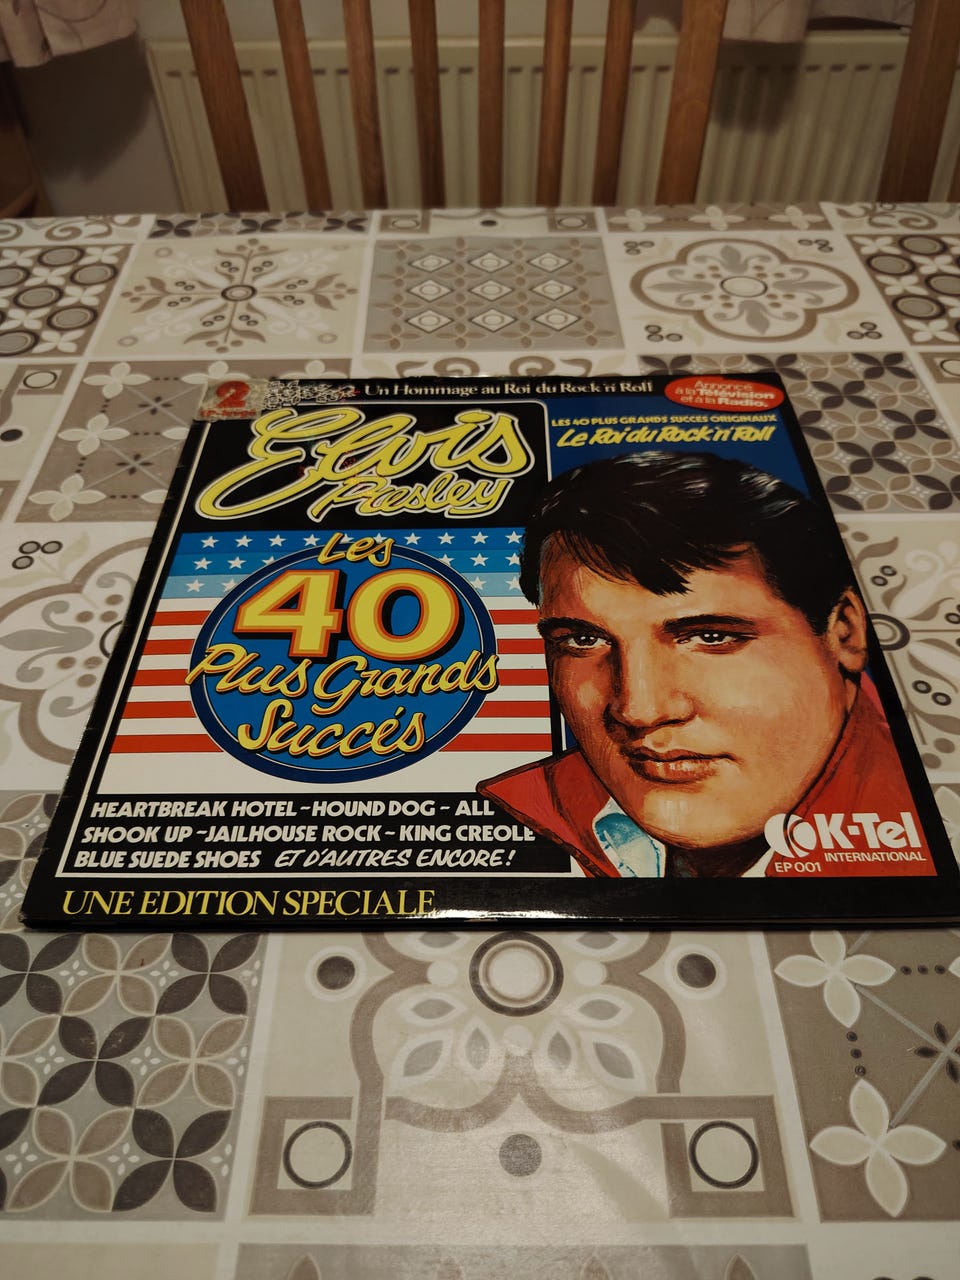 2
Un Hommage au Roi du Rock 'n' Roll
Annoncé
à la Télévision
et à la Radio.
Elvis
Presley
LES 40 PLUS GRANDS SUCCES ORIGINAUX
Le Roi du Rock 'n' Roll
Les
40
Plus Grands
Succés
HEARTBREAK HOTEL ~ HOUND DOG ~ ALL
SHOOK UP ~ JAILHOUSE ROCK ~ KING CREOLE
BLUE SUEDE SHOES ET D'AUTRES ENCORE!
K-Tel
INTERNATIONAL
EP 001
UNE EDITION SPECIALE